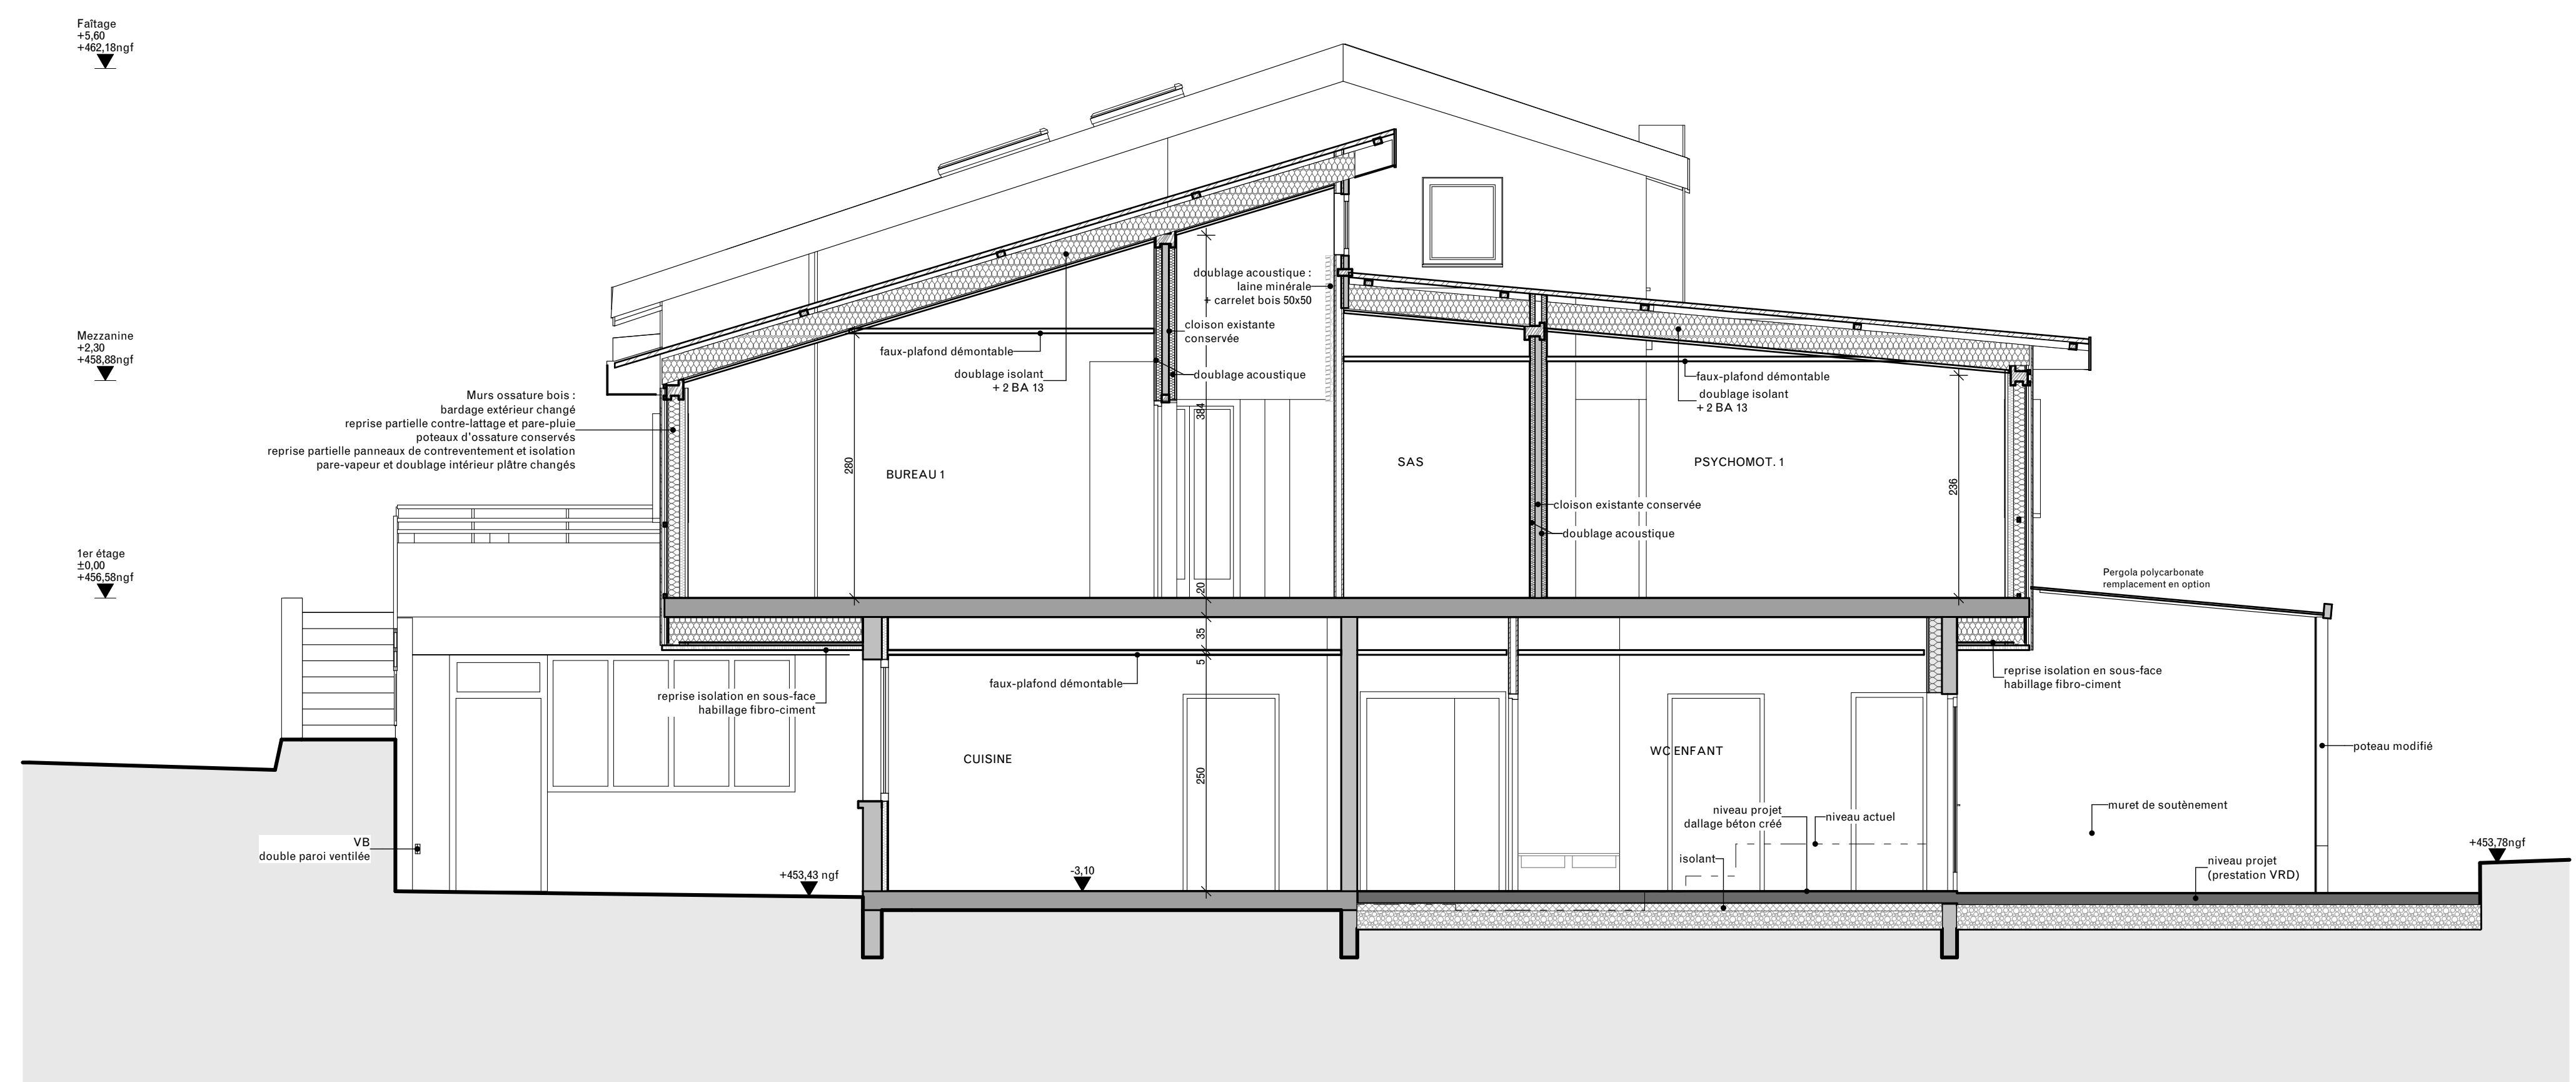 Faîtage
+5,60
+462,18ngf
Mezzanine
+2,30
+458,88ngf
1er étage
±0,00
+456,58ngf
Murs ossature bois :
bardage extérieur changé
reprise partielle contre-lattage et pare-pluie
poteaux d'ossature conservés
reprise partielle panneaux de contreventement et isolation
pare-vapeur et doublage intérieur plâtre changés
faux-plafond démontable
doublage isolant
+ 2 BA 13
doublage acoustique :
laine minérale
+ carrelet bois 50x50
cloison existante
conservée
doublage acoustique
384
280
BUREAU 1
SAS
PSYCHOMOT. 1
faux-plafond démontable
doublage isolant
+ 2 BA 13
236
cloison existante conservée
doublage acoustique
20
35
5
250
Pergola polycarbonate
remplacement en option
reprise isolation en sous-face
habillage fibro-ciment
faux-plafond démontable
reprise isolation en sous-face
habillage fibro-ciment
CUISINE
WC ENFANT
poteau modifié
muret de soutènement
niveau projet
dallage béton créé
niveau actuel
isolant
VB
double paroi ventilée
+453,43 ngf
-3,10
+453,78ngf
niveau projet
(prestation VRD)